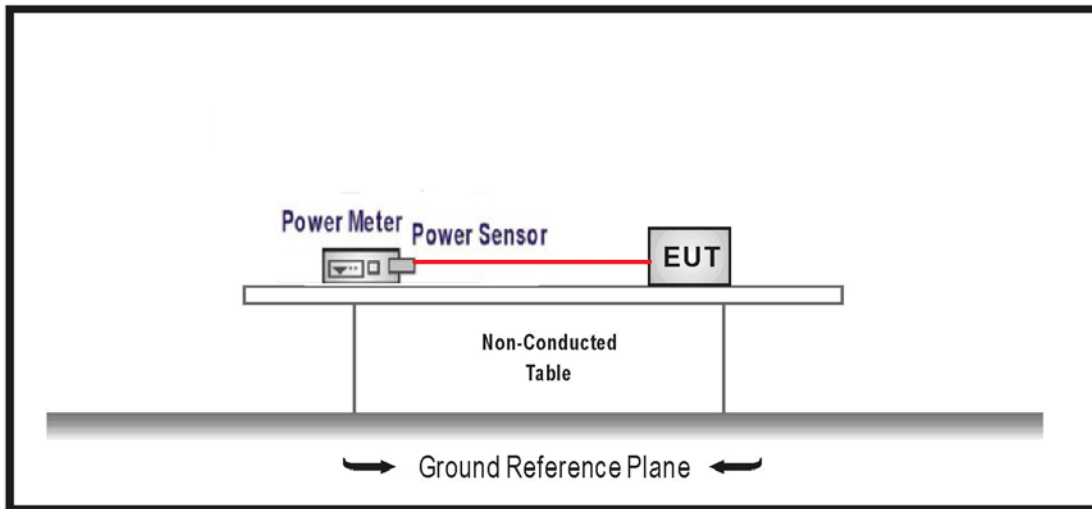 Power Meter
Power Sensor
EUT
Non-Conducted
Table
Ground Reference Plane